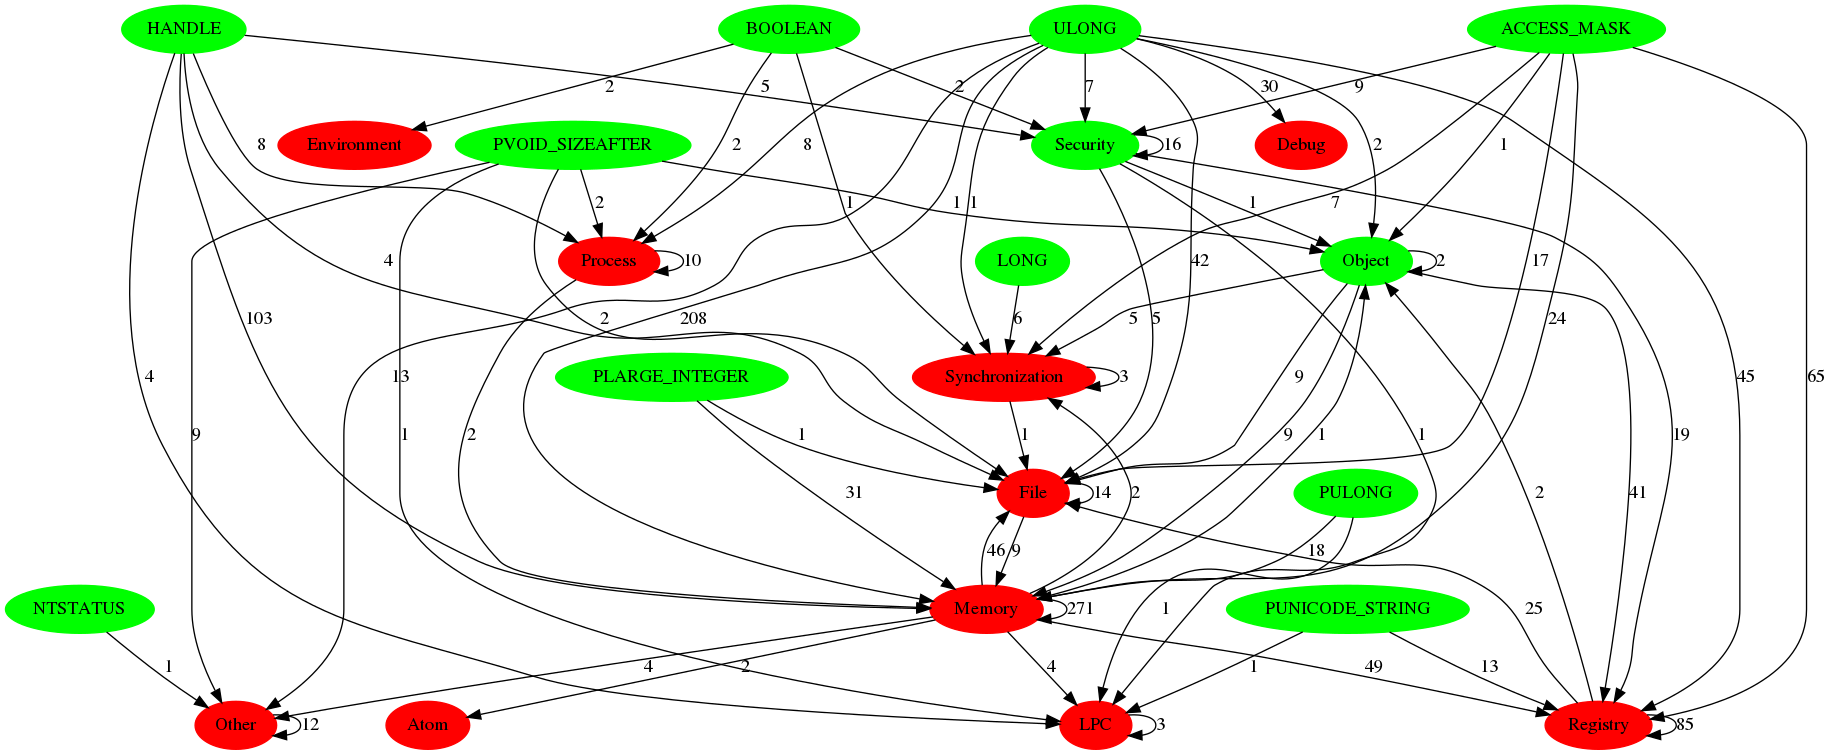 HANDLE BOOLEAN ULONG ACCESS_MASK
2 5 2 7 30 9
8 Environment PVOID_SIZEAFTER 2 8 Security 16 2 Debug 1
2 1 1 1 1 7
4 Process 10 LONG 42 Object 2 17
103 2 208 6 5 5 24
4 PLARGE_INTEGER Synchronization 3 9 45 65
9 13 1 2 1 1 9 1 1 19
31 File 14 2 PULONG 2 41
46 9 18
NTSTATUS Memory 271 1 PUNICODE_STRING 25
1 4 2 4 1 49 13
Other 12 Atom LPC 3 Registry 85